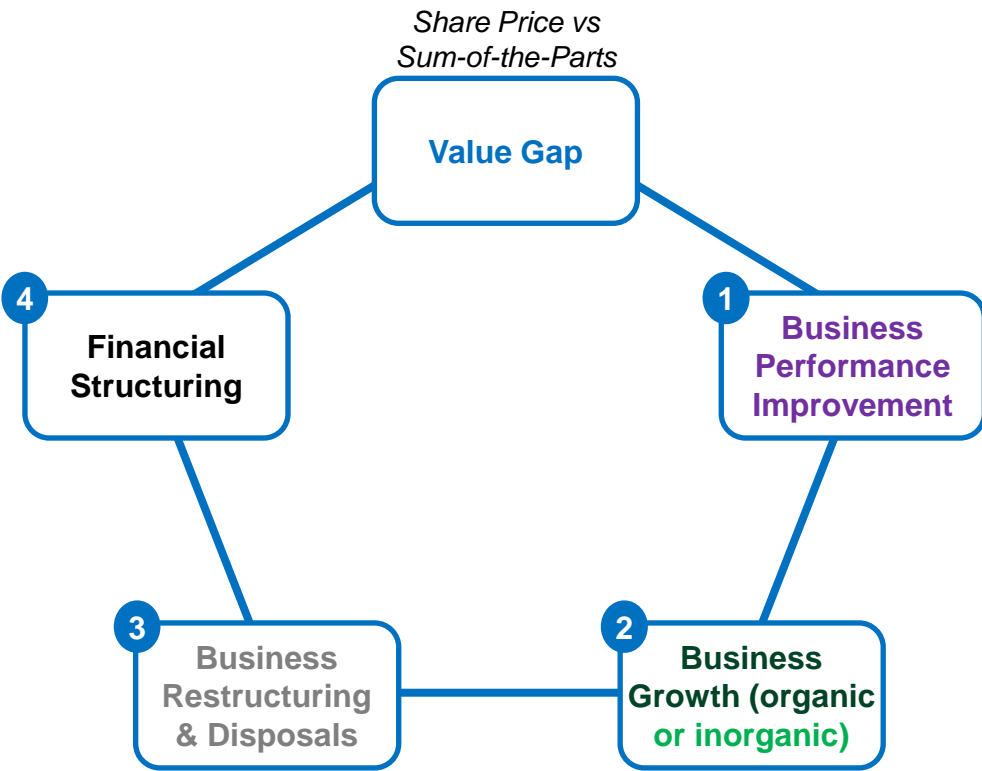 Share Price vs
Sum-of-the-Parts
Value Gap
4
Financial
Structuring
1
Business
Performance
Improvement
3
Business
Restructuring
& Disposals
2
Business
Growth (organic
or inorganic)